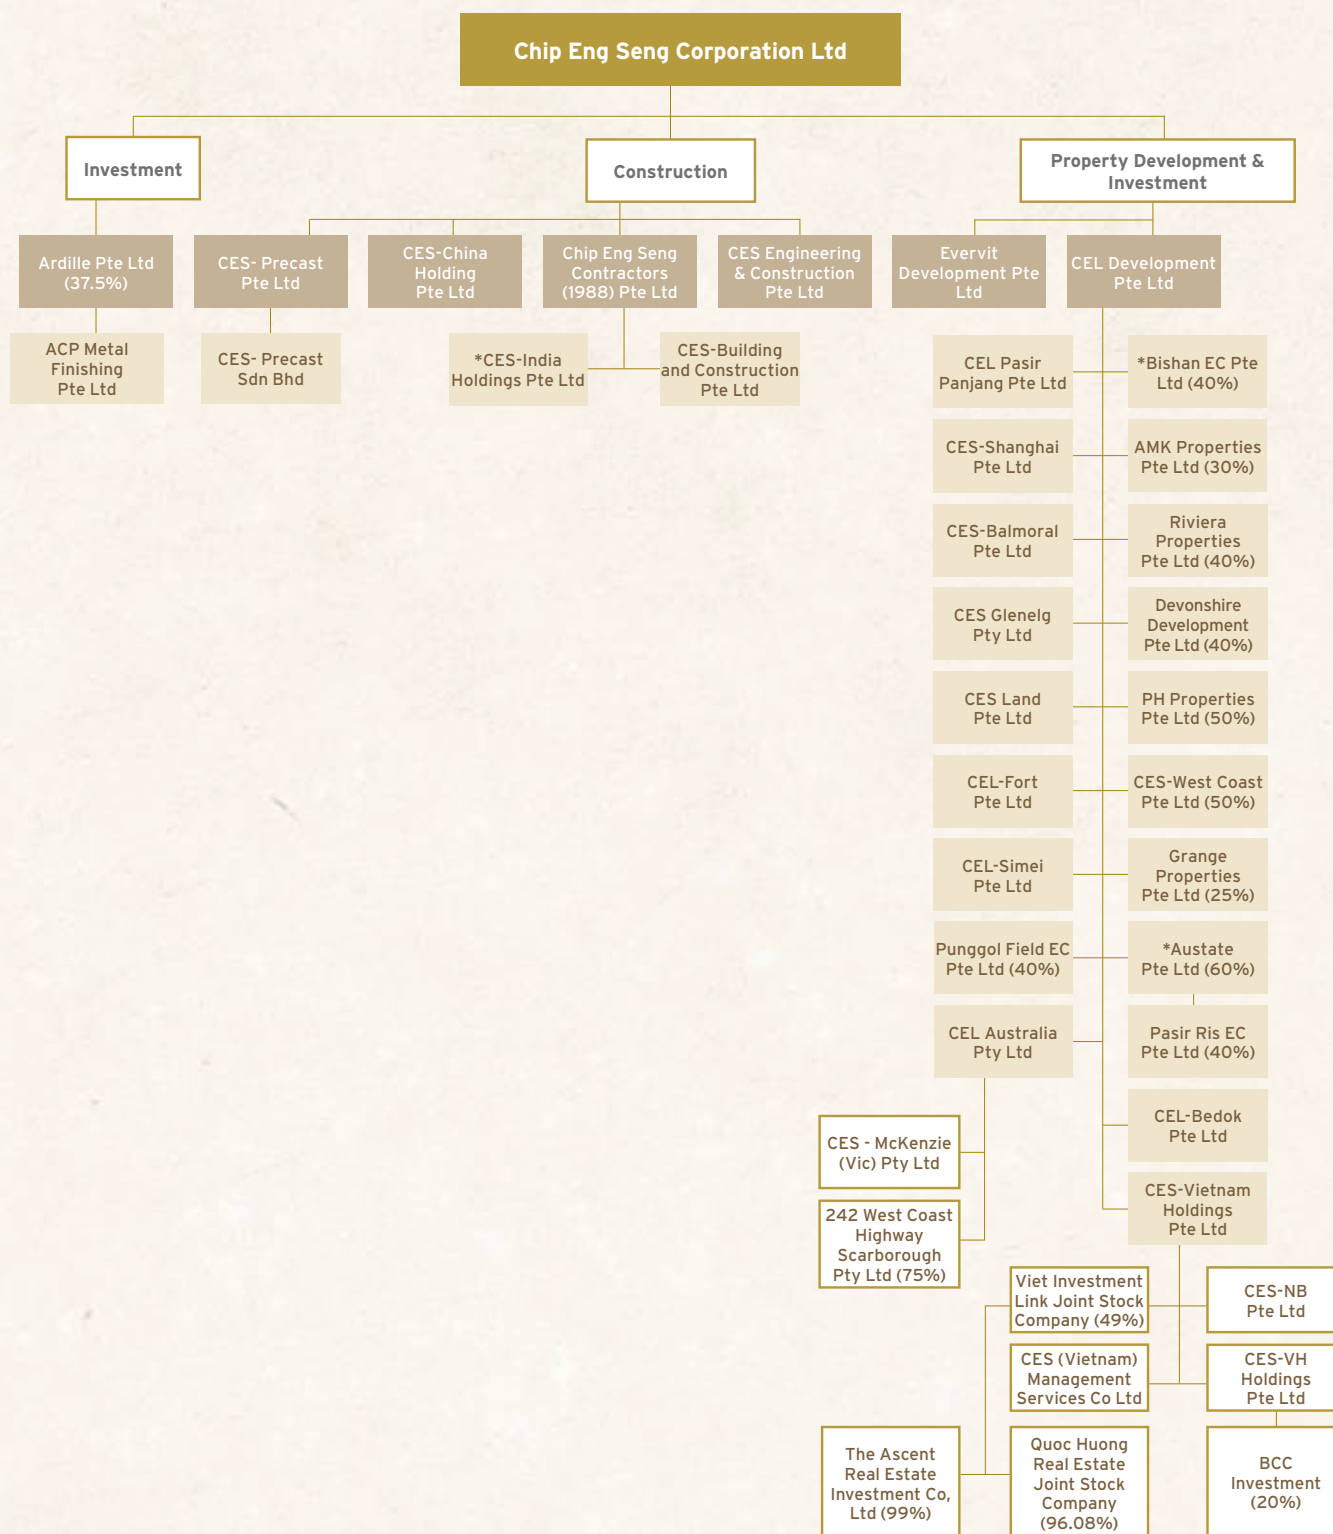 Chip Eng Seng Corporation Ltd
Investment
Construction
Property Development &
Investment
Ardille Pte Ltd
(37.5%)
CES- Precast
Pte Ltd
CES-China
Holding
Pte Ltd
Chip Eng Seng
Contractors
(1988) Pte Ltd
CES Engineering
& Construction
Pte Ltd
Evervit
Development Pte
Ltd
CEL Development
Pte Ltd
ACP Metal
Finishing
Pte Ltd
CES- Precast
Sdn Bhd
*CES-India
Holdings Pte Ltd
CES-Building
and Construction
Pte Ltd
CEL Pasir
Panjang Pte Ltd
*Bishan EC Pte
Ltd (40%)
CES-Shanghai
Pte Ltd
AMK Properties
Pte Ltd (30%)
CES-Balmoral
Pte Ltd
Riviera
Properties
Pte Ltd (40%)
CES Glenelg
Pty Ltd
Devonshire
Development
Pte Ltd (40%)
CES Land
Pte Ltd
PH Properties
Pte Ltd (50%)
CEL-Fort
Pte Ltd
CES-West Coast
Pte Ltd (50%)
CEL-Simei
Pte Ltd
Grange
Properties
Pte Ltd (25%)
Punggol Field EC
Pte Ltd (40%)
*Austate
Pte Ltd (60%)
CEL Australia
Pty Ltd
Pasir Ris EC
Pte Ltd (40%)
CES - McKenzie
(Vic) Pty Ltd
CEL-Bedok
Pte Ltd
242 West Coast
Highway
Scarborough
Pty Ltd (75%)
CES-Vietnam
Holdings
Pte Ltd
Viet Investment
Link Joint Stock
Company (49%)
CES-NB
Pte Ltd
CES (Vietnam)
Management
Services Co Ltd
CES-VH
Holdings
Pte Ltd
The Ascent
Real Estate
Investment Co,
Ltd (99%)
Quoc Huong
Real Estate
Joint Stock
Company
(96.08%)
BCC
Investment
(20%)